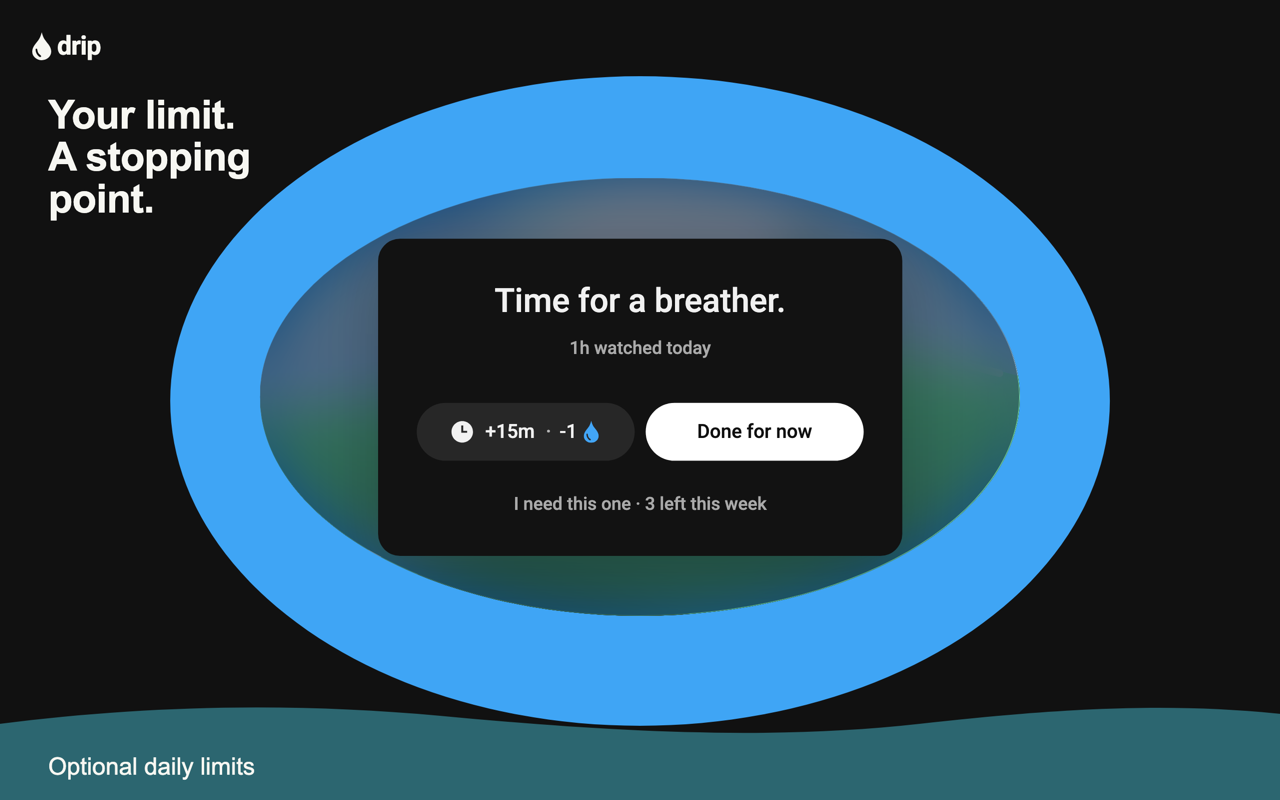 drip
Your limit.
A stopping
point.
Time for a breather.
1h watched today
+15m · -1
Done for now
I need this one · 3 left this week
Optional daily limits